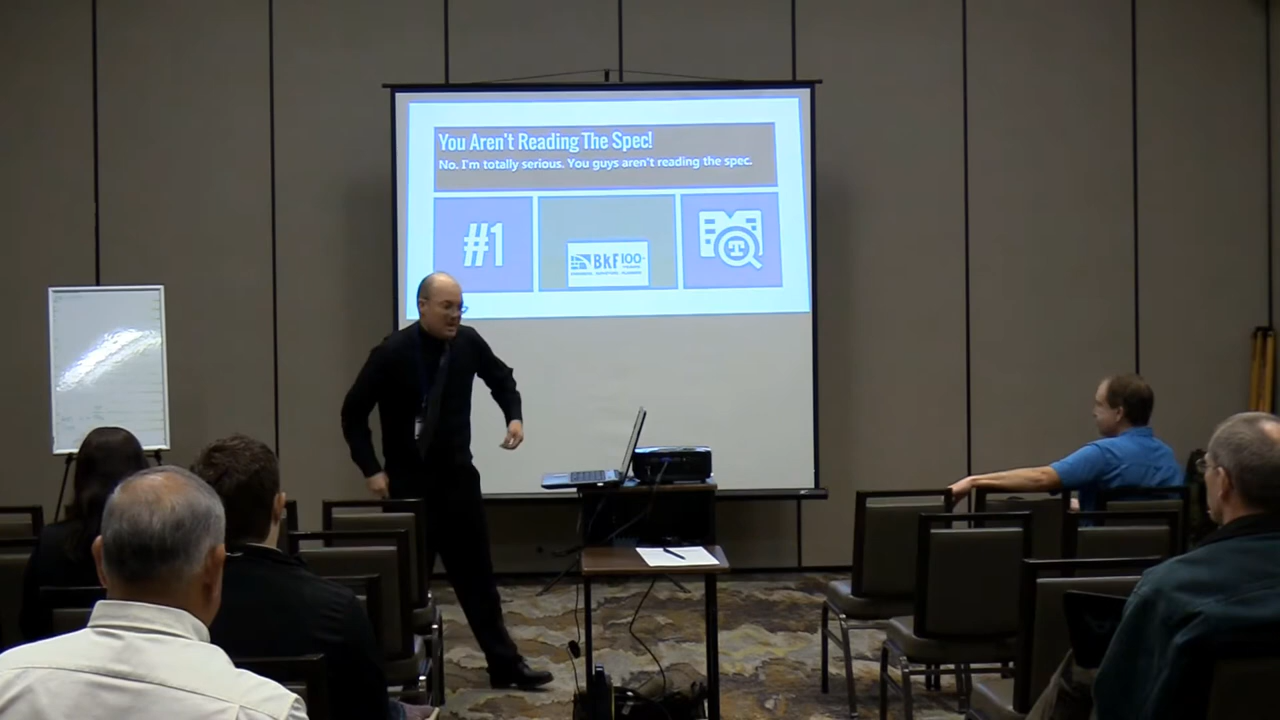 You Aren't Reading The Spec!
No. I'm totally serious. You guys aren't reading the spec.
#1
BKF 100
T